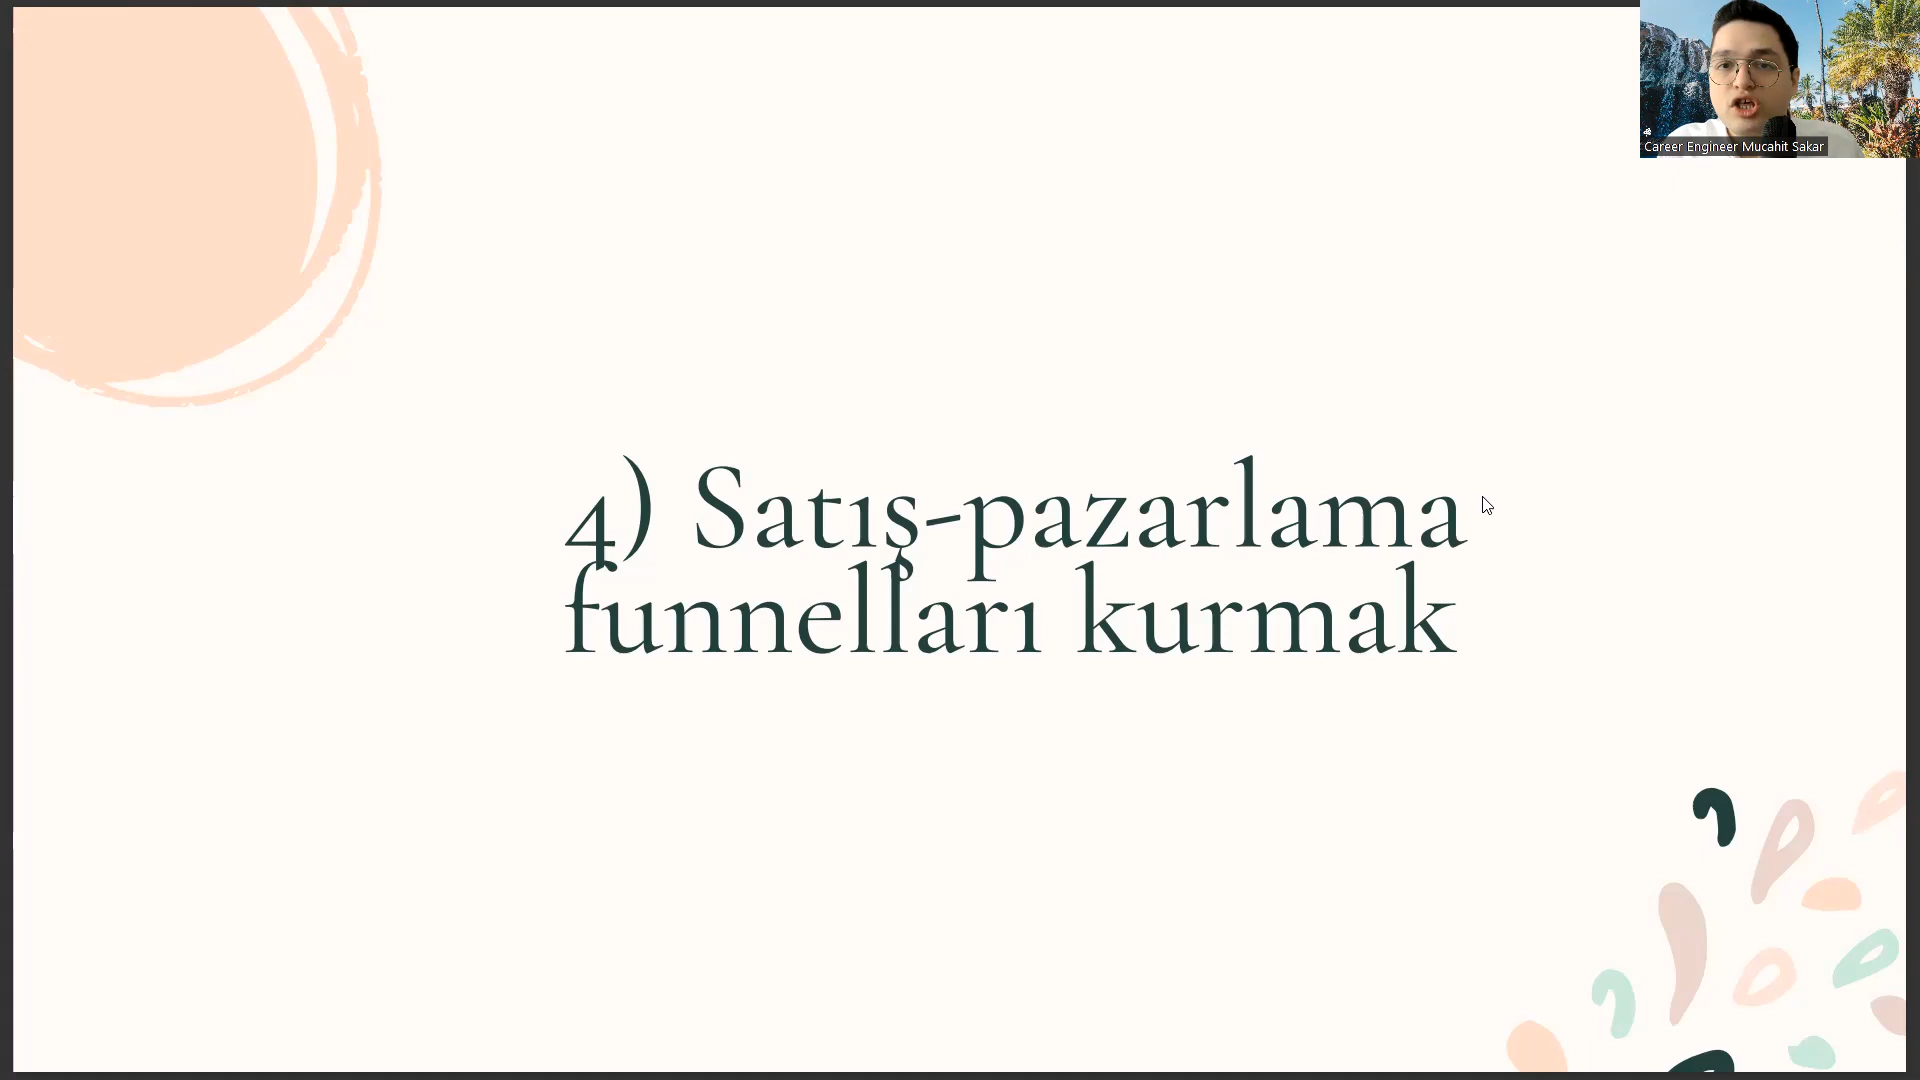 Career Engineer Mucahit Sakar
4) Satış-pazarlama
funnelları kurmak